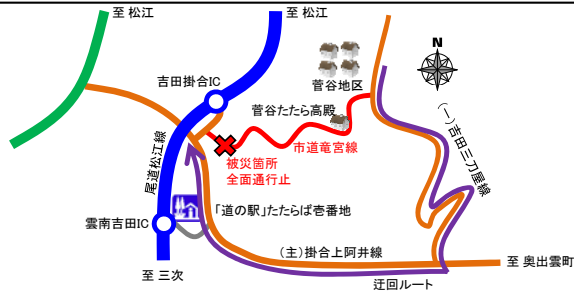 至 松江
至 松江
N
吉田掛合IC
菅谷地区
菅谷たたら高殿
(一)吉田三刀屋線
市道竜宮線
尾道松江線
被災箇所
全面通行止
「道の駅」たたらば壱番地
雲南吉田IC
(主)掛合上阿井線
至 奥出雲町
至 三次
迂回ルート